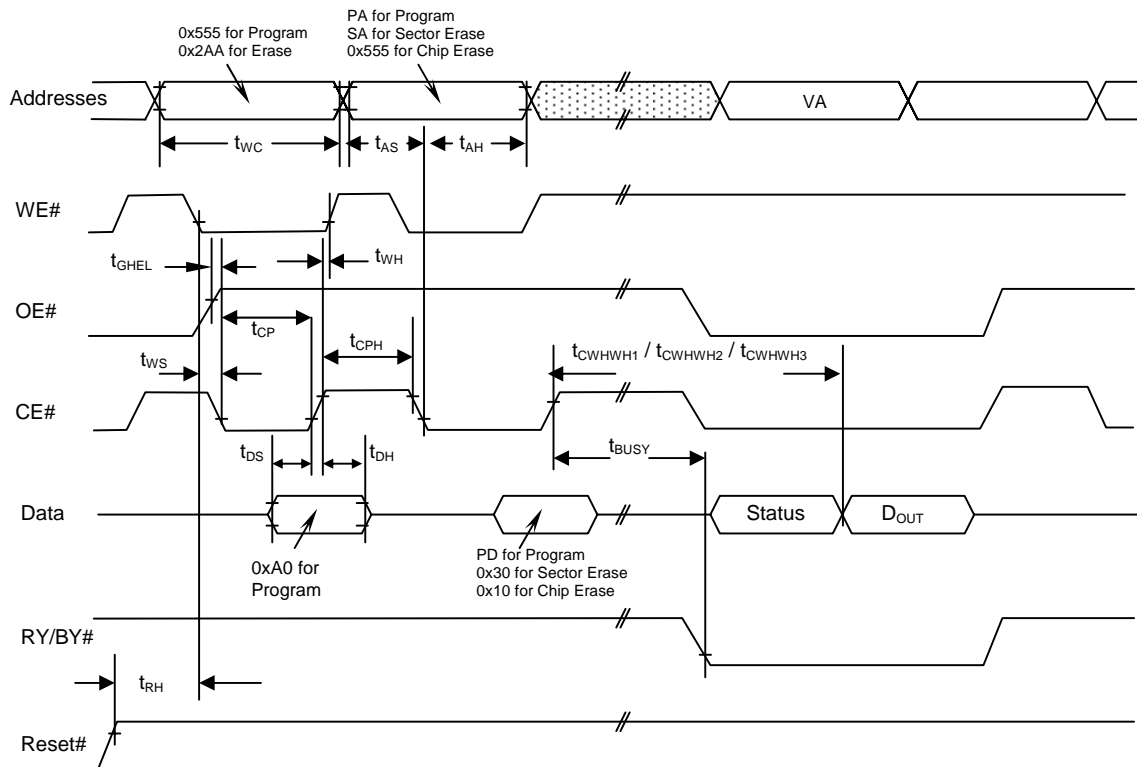 0x555 for Program
0x2AA for Erase
PA for Program
SA for Sector Erase
0x555 for Chip Erase
Addresses
VA
tWC
tAS
tAH
WE#
tGHEL
tWH
OE#
tCP
tCPH
tWS
tCWHWH1 / tCWHWH2 / tCWHWH3
CE#
tDS
tDH
tBUSY
Data
Status
DOUT
0xA0 for
Program
PD for Program
0x30 for Sector Erase
0x10 for Chip Erase
RY/BY#
tRH
Reset#